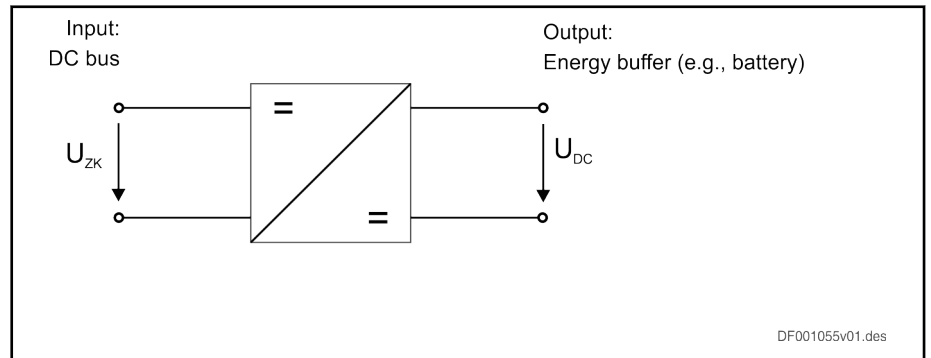 Input:
DC bus
Output:
Energy buffer (e.g., battery)
=
U_ZK
U_DC
=
DF001055v01.des